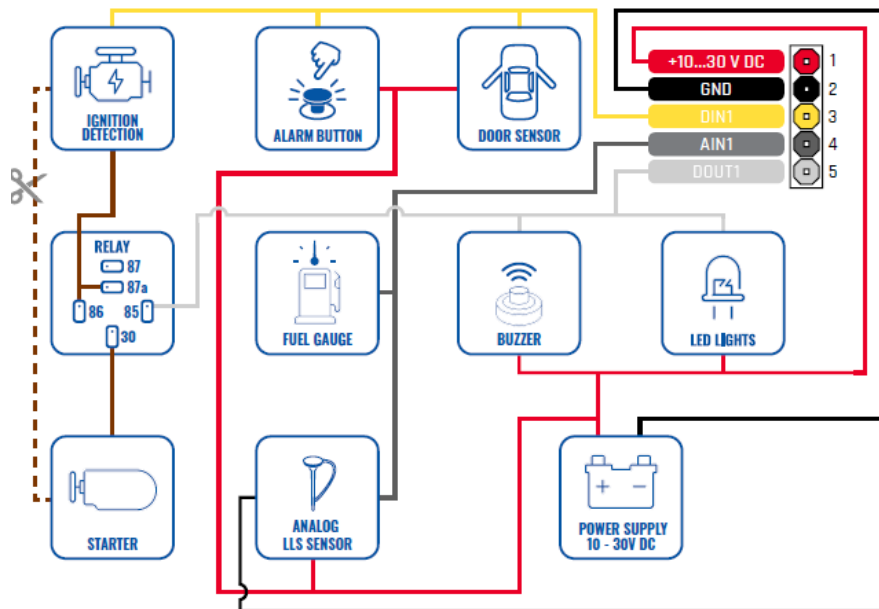 +10...30 V DC
1
GND
2
DIN1
3
AIN1
4
DOUT1
5
IGNITION
DETECTION
ALARM BUTTON
DOOR SENSOR
RELAY
87
87a
86
85
30
FUEL GAUGE
BUZZER
LED LIGHTS
STARTER
ANALOG
LLS SENSOR
+ −
POWER SUPPLY
10 - 30V DC